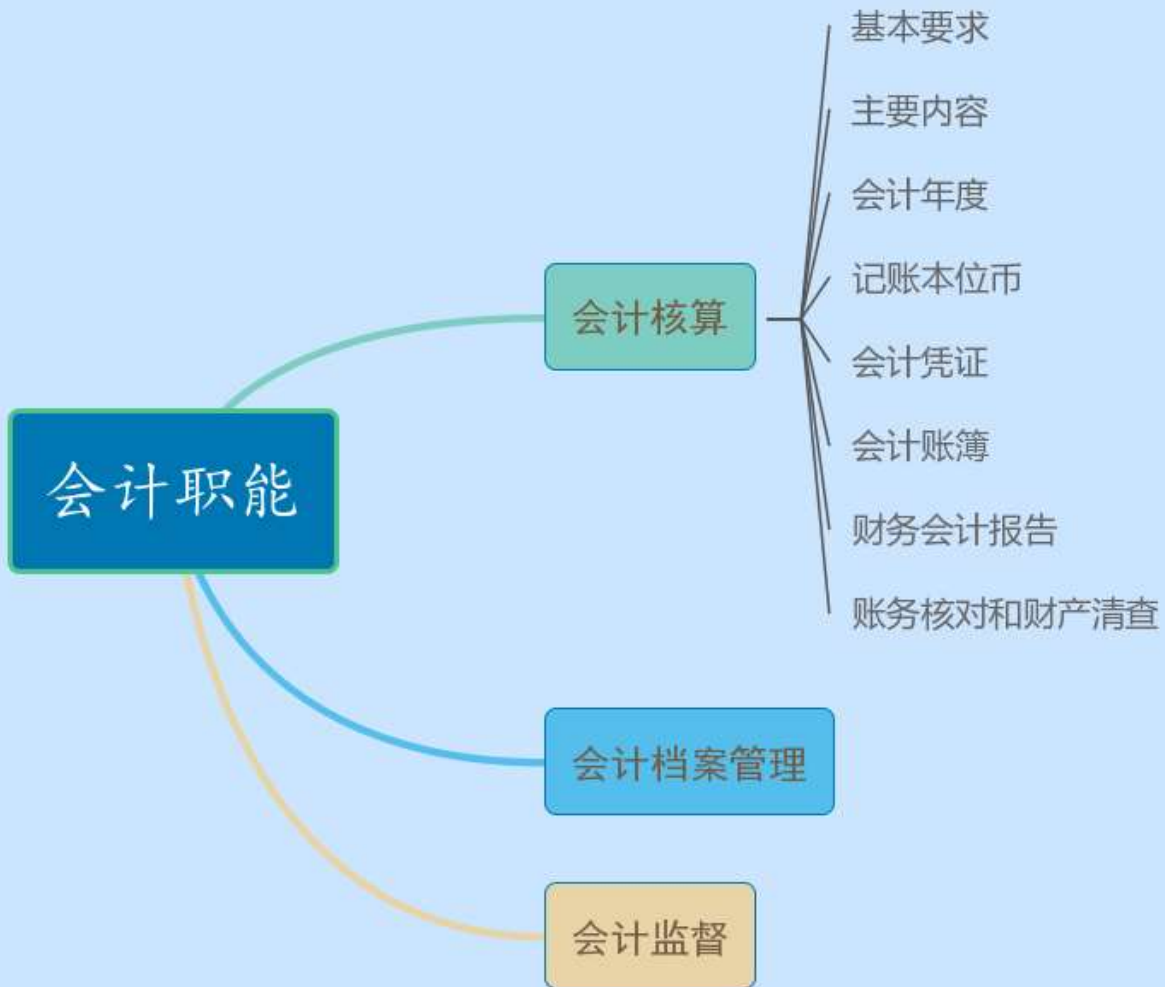 会计职能
会计核算
基本要求
主要内容
会计年度
记账本位币
会计凭证
会计账簿
财务会计报告
账务核对和财产清查
会计档案管理
会计监督